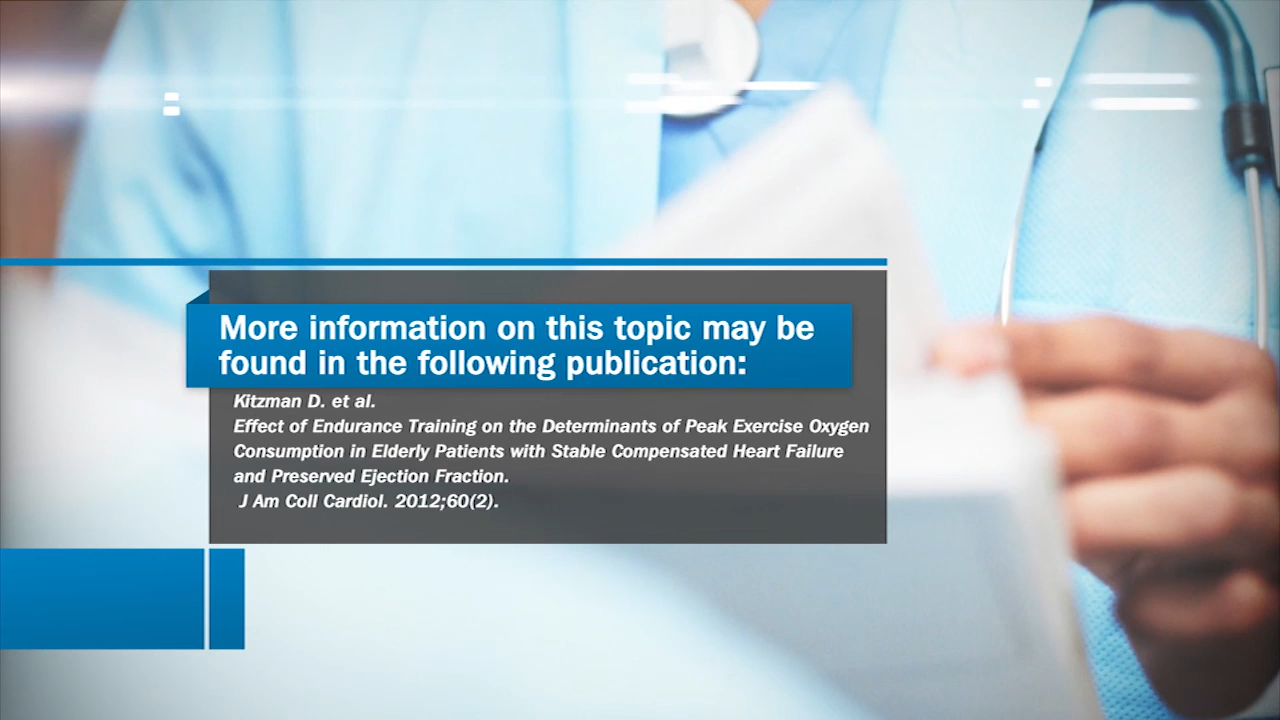 More information on this topic may be
found in the following publication:
Kitzman D. et al.
Effect of Endurance Training on the Determinants of Peak Exercise Oxygen
Consumption in Elderly Patients with Stable Compensated Heart Failure
and Preserved Ejection Fraction.
J Am Coll Cardiol. 2012;60(2).